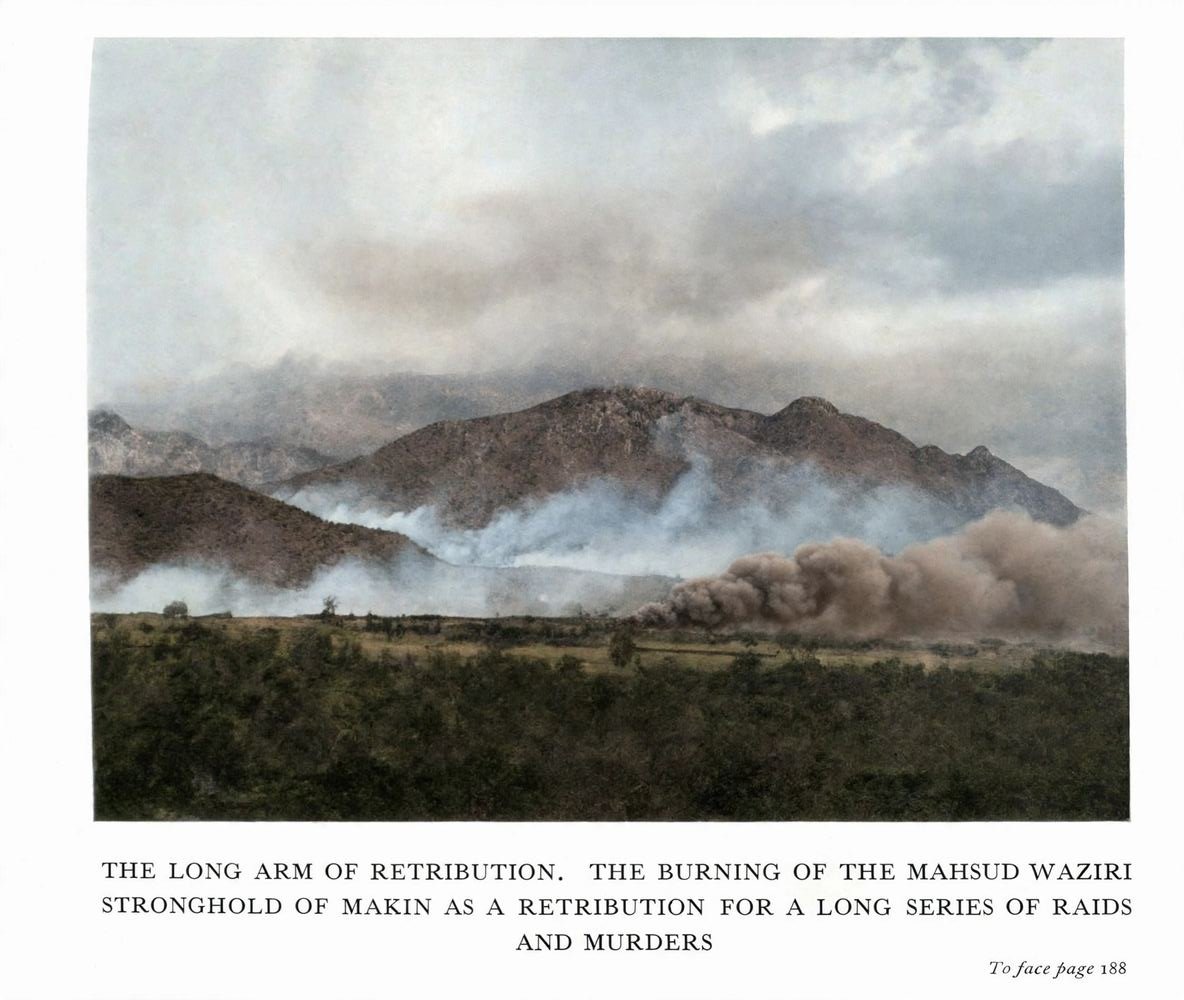 THE LONG ARM OF RETRIBUTION. THE BURNING OF THE MAHSUD WAZIRI
STRONGHOLD OF MAKIN AS A RETRIBUTION FOR A LONG SERIES OF RAIDS
AND MURDERS
To face page 188